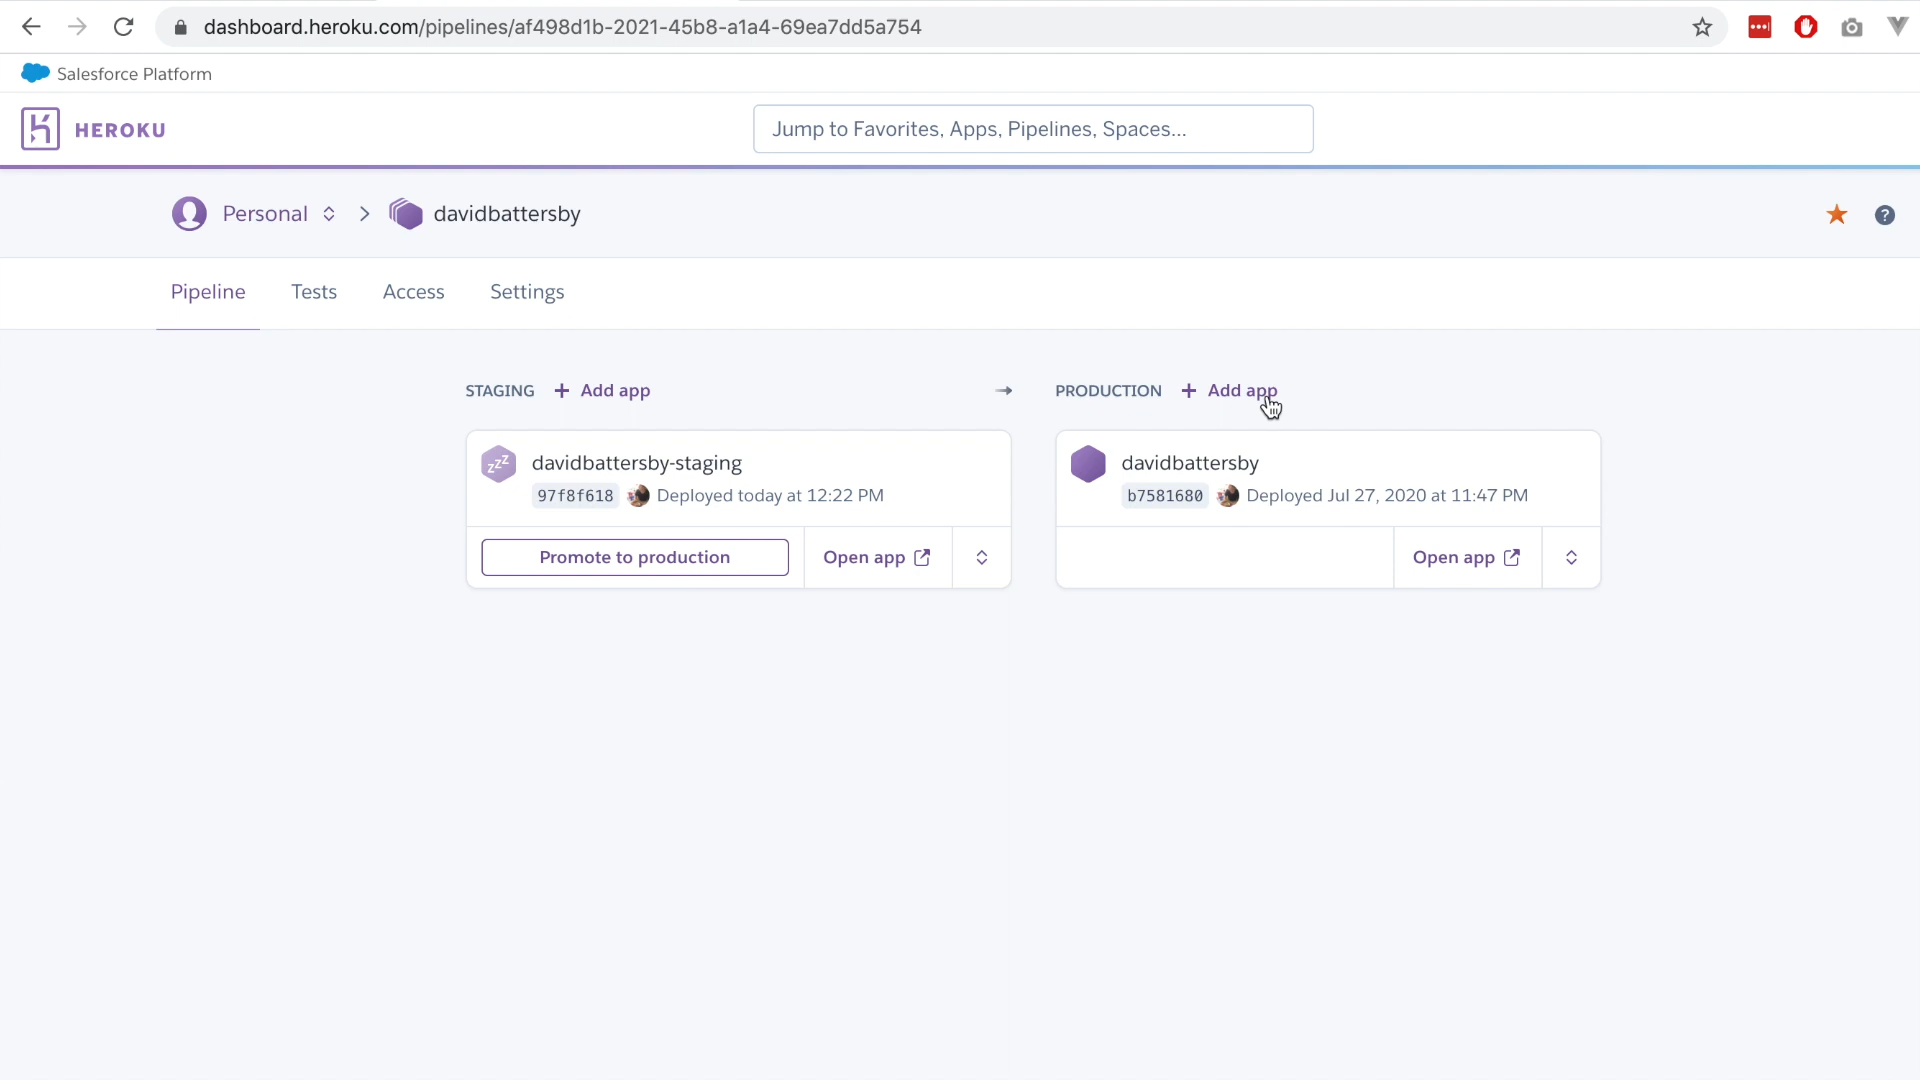 dashboard.heroku.com/pipelines/af498d1b-2021-45b8-a1a4-69ea7dd5a754
Salesforce Platform
HEROKU
Jump to Favorites, Apps, Pipelines, Spaces...
Personal > davidbattersby
Pipeline Tests Access Settings
STAGING + Add app → PRODUCTION + Add app
zzz davidbattersby-staging
97f8f618 Deployed today at 12:22 PM
Promote to production Open app
davidbattersby
b7581680 Deployed Jul 27, 2020 at 11:47 PM
Open app